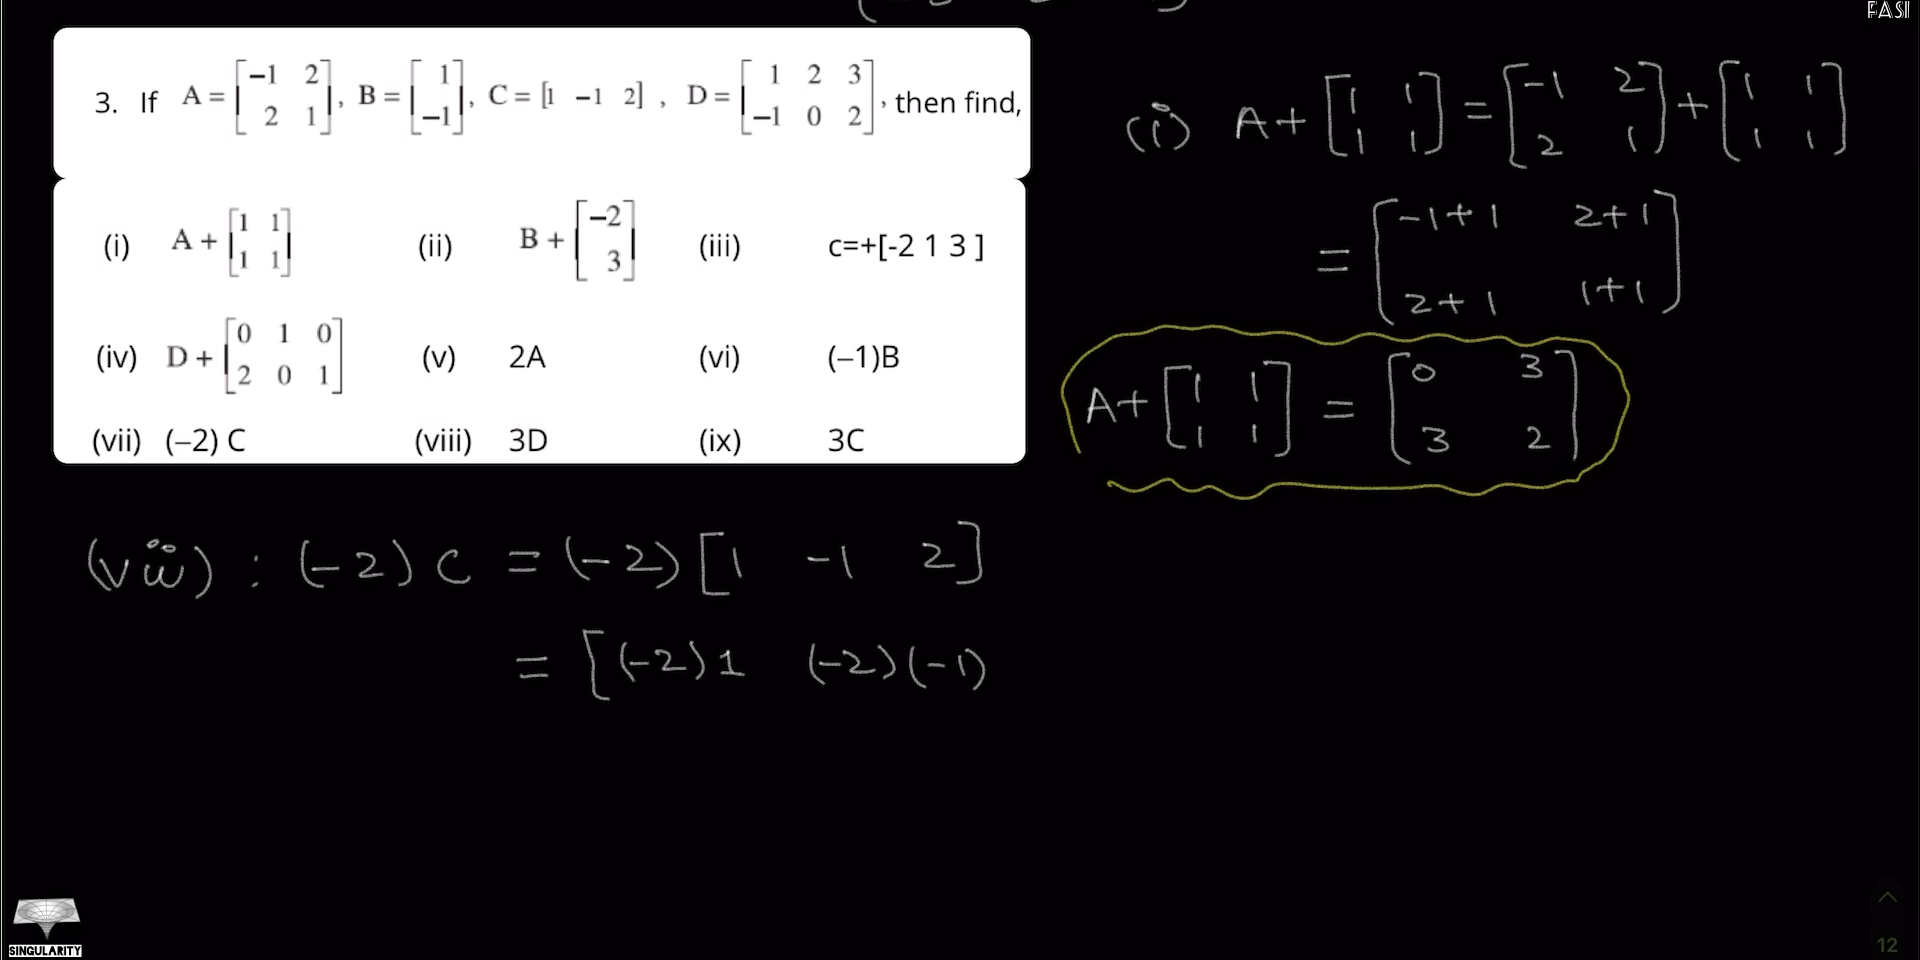 FASI
3. If A = [-1 2; 2 1], B = [1; -1], C = [1 -1 2], D = [1 2 3; -1 0 2], then find,
(i) A + [1 1; 1 1] (ii) B + [-2; 3] (iii) c=+[-2 1 3 ]
(iv) D + [0 1 0; 2 0 1] (v) 2A (vi) (–1)B
(vii) (–2) C (viii) 3D (ix) 3C
(i) A + [1 1; 1 1] = [-1 2; 2 1] + [1 1; 1 1]
= [-1+1 2+1; 2+1 1+1]
A + [1 1; 1 1] = [0 3; 3 2]
(vii) : (-2) C = (-2) [1 -1 2]
= [(-2)1 (-2)(-1)
SINGULARITY
12